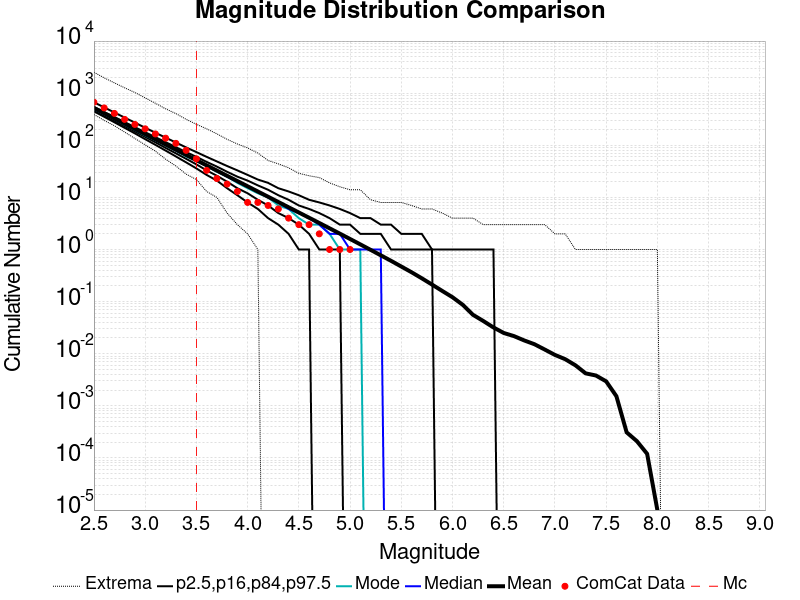 Magnitude Distribution Comparison
10^4
10^3
10^2
10^1
10^0
10^-1
10^-2
10^-3
10^-4
10^-5
Cumulative Number
2.5 3.0 3.5 4.0 4.5 5.0 5.5 6.0 6.5 7.0 7.5 8.0 8.5 9.0
Magnitude
Extrema p2.5,p16,p84,p97.5 Mode Median Mean ComCat Data Mc